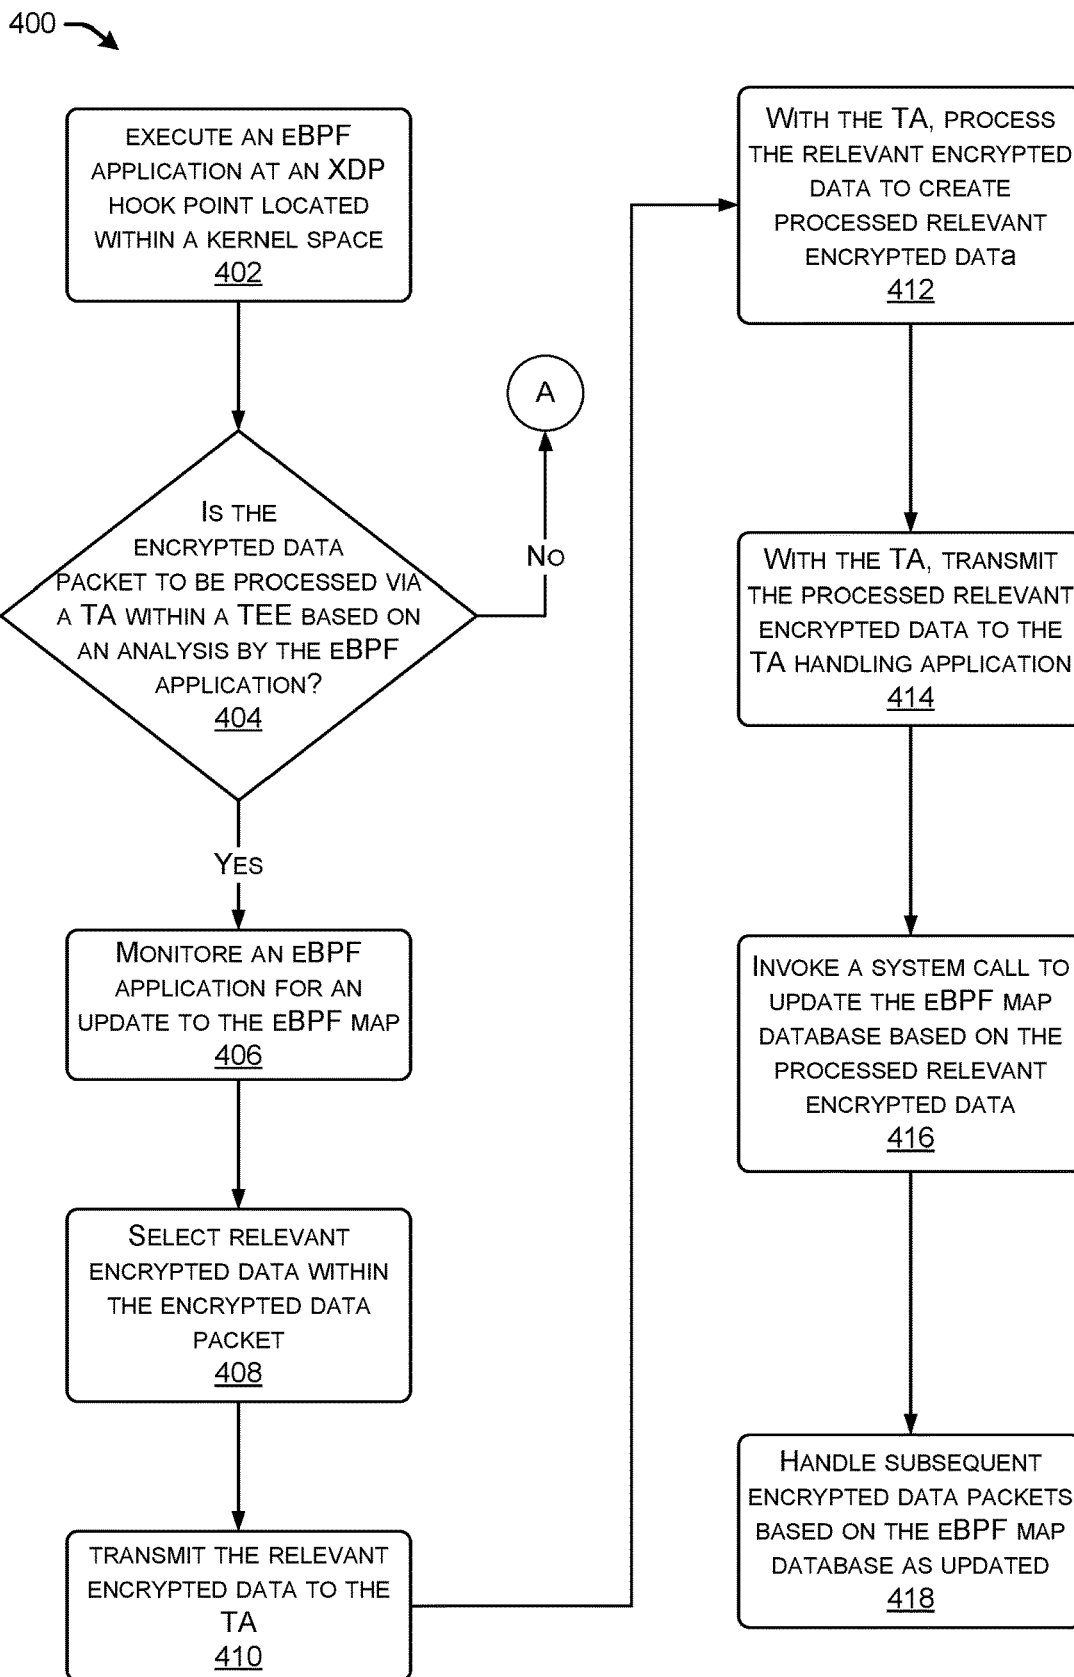 400
EXECUTE AN eBPF
APPLICATION AT AN XDP
HOOK POINT LOCATED
WITHIN A KERNEL SPACE
402
IS THE
ENCRYPTED DATA
PACKET TO BE PROCESSED VIA
A TA WITHIN A TEE BASED ON
AN ANALYSIS BY THE eBPF
APPLICATION?
404
NO
A
YES
MONITORE AN eBPF
APPLICATION FOR AN
UPDATE TO THE eBPF MAP
406
SELECT RELEVANT
ENCRYPTED DATA WITHIN
THE ENCRYPTED DATA
PACKET
408
TRANSMIT THE RELEVANT
ENCRYPTED DATA TO THE
TA
410
WITH THE TA, PROCESS
THE RELEVANT ENCRYPTED
DATA TO CREATE
PROCESSED RELEVANT
ENCRYPTED DATa
412
WITH THE TA, TRANSMIT
THE PROCESSED RELEVANT
ENCRYPTED DATA TO THE
TA HANDLING APPLICATION
414
INVOKE A SYSTEM CALL TO
UPDATE THE eBPF MAP
DATABASE BASED ON THE
PROCESSED RELEVANT
ENCRYPTED DATA
416
HANDLE SUBSEQUENT
ENCRYPTED DATA PACKETS
BASED ON THE eBPF MAP
DATABASE AS UPDATED
418